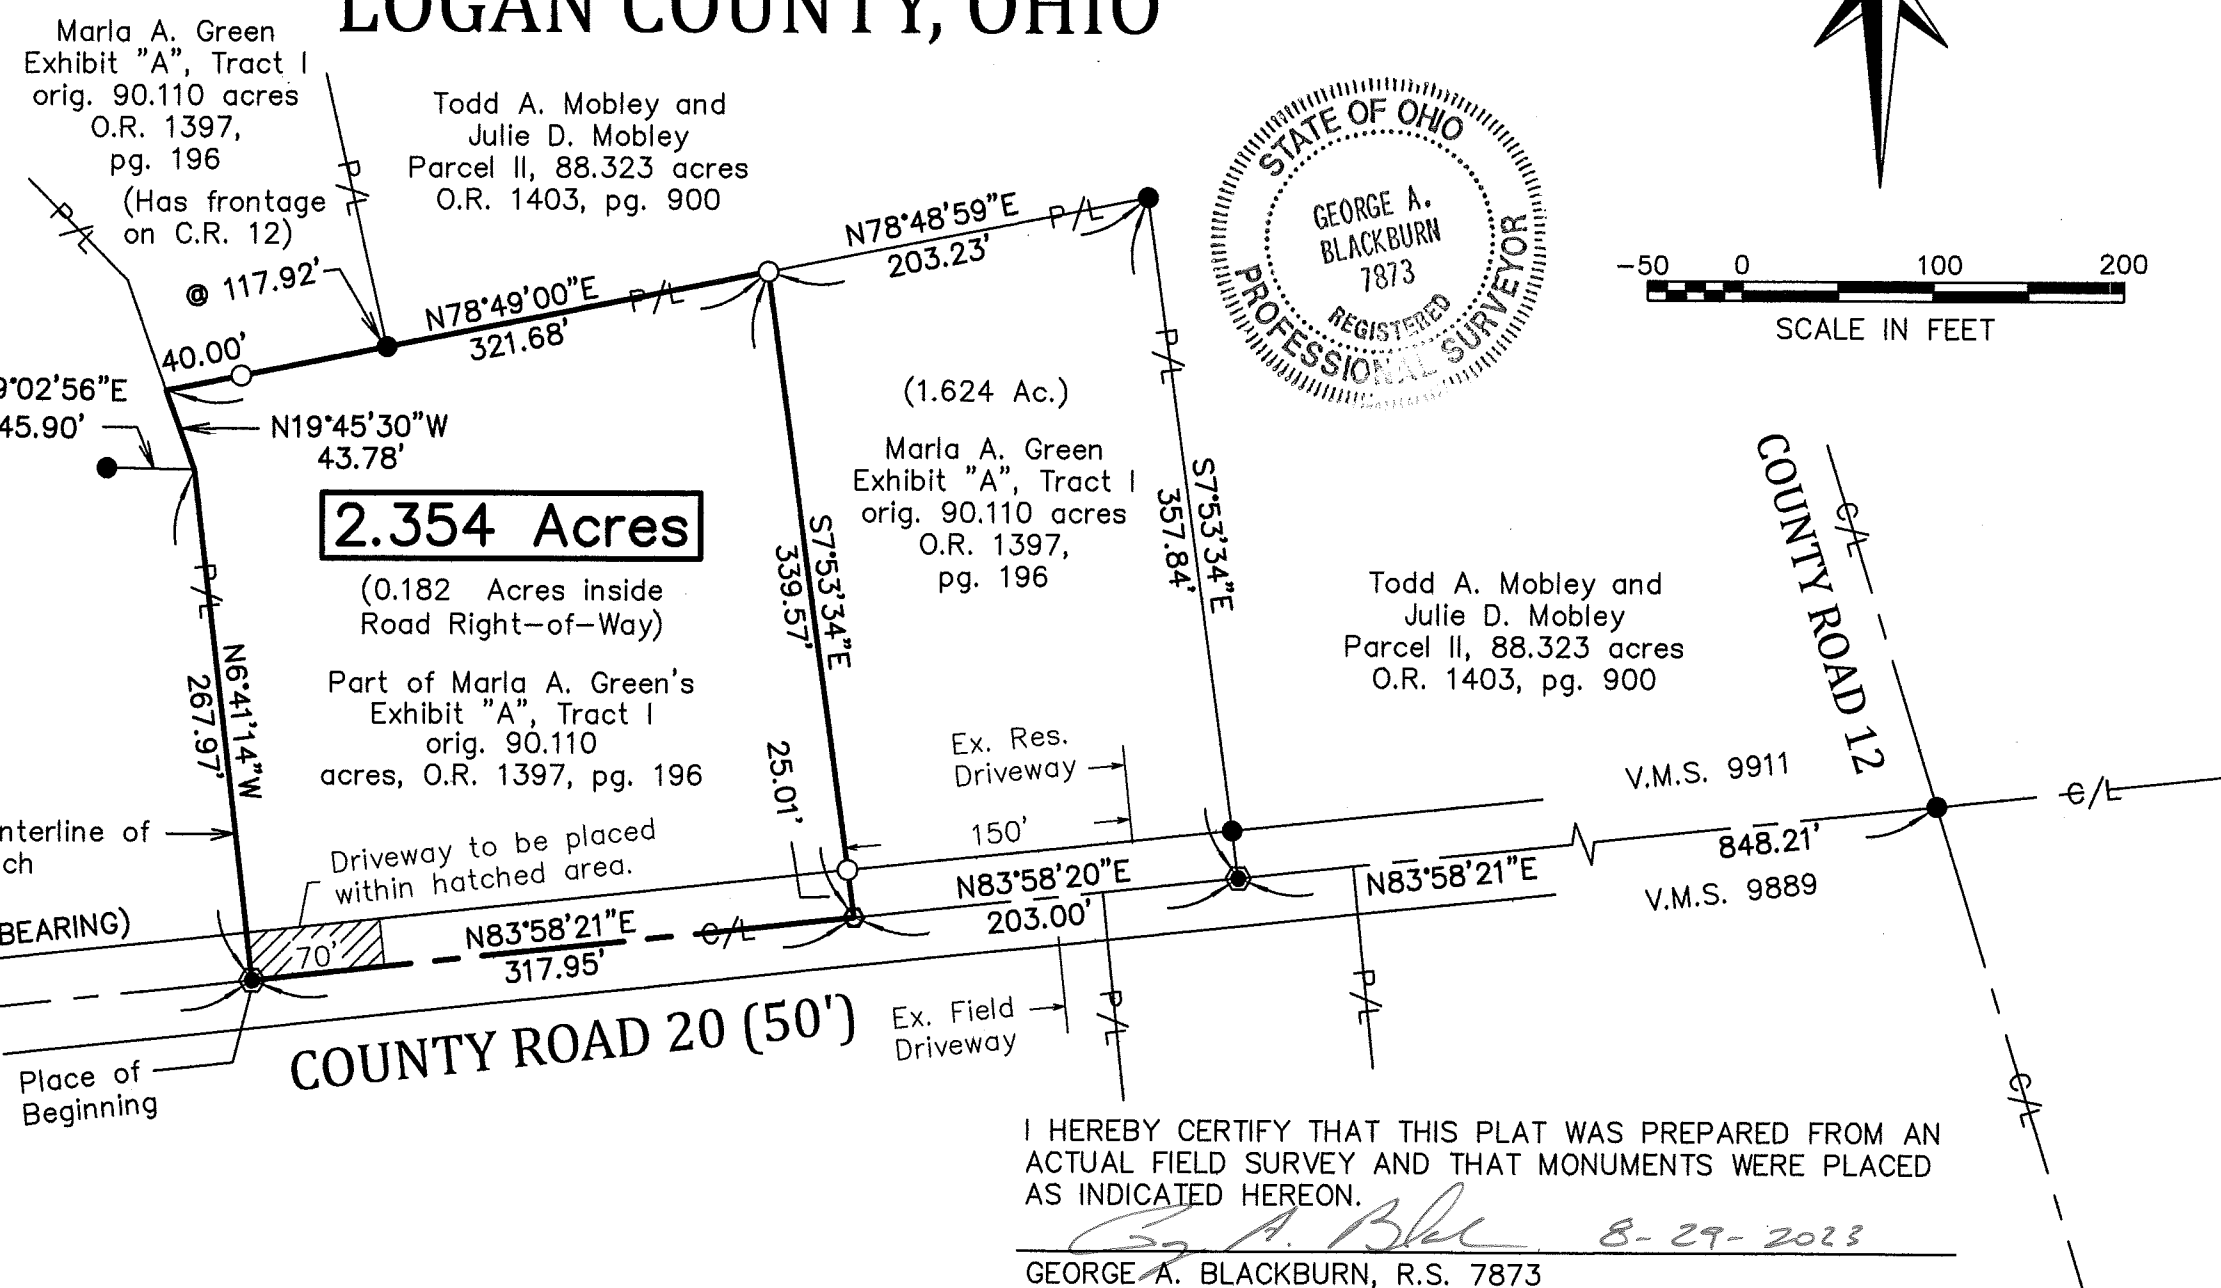 LOGAN COUNTY, OHIO
Marla A. Green
Exhibit "A", Tract I
orig. 90.110 acres
O.R. 1397,
pg. 196
(Has frontage
on C.R. 12)
P/L
P/L
Todd A. Mobley and
Julie D. Mobley
Parcel II, 88.323 acres
O.R. 1403, pg. 900
@ 117.92'
40.00'
N78°49'00"E
321.68'
P/L
N78°48'59"E
203.23'
P/L
STATE OF OHIO
GEORGE A.
BLACKBURN
7873
REGISTERED
PROFESSIONAL SURVEYOR
-50 0 100 200
SCALE IN FEET
9°02'56"E
45.90'
N19°45'30"W
43.78'
2.354 Acres
(0.182 Acres inside
Road Right-of-Way)
Part of Marla A. Green's
Exhibit "A", Tract I
orig. 90.110
acres, O.R. 1397, pg. 196
P/L
N6°41'14"W
267.97'
S7°53'34"E
339.57'
25.01'
(1.624 Ac.)
Marla A. Green
Exhibit "A", Tract I
orig. 90.110 acres
O.R. 1397,
pg. 196
P/L
S7°53'34"E
357.84'
Todd A. Mobley and
Julie D. Mobley
Parcel II, 88.323 acres
O.R. 1403, pg. 900
COUNTY ROAD 12
C/L
Ex. Res.
Driveway
150'
V.M.S. 9911
C/L
848.21'
V.M.S. 9889
nterline of
ch
Driveway to be placed
within hatched area.
BEARING)
70'
N83°58'21"E
317.95'
C/L
N83°58'20"E
203.00'
N83°58'21"E
COUNTY ROAD 20 (50')
Ex. Field
Driveway
P/L
P/L
C/L
Place of
Beginning
I HEREBY CERTIFY THAT THIS PLAT WAS PREPARED FROM AN
ACTUAL FIELD SURVEY AND THAT MONUMENTS WERE PLACED
AS INDICATED HEREON.
8-29-2023
GEORGE A. BLACKBURN, R.S. 7873